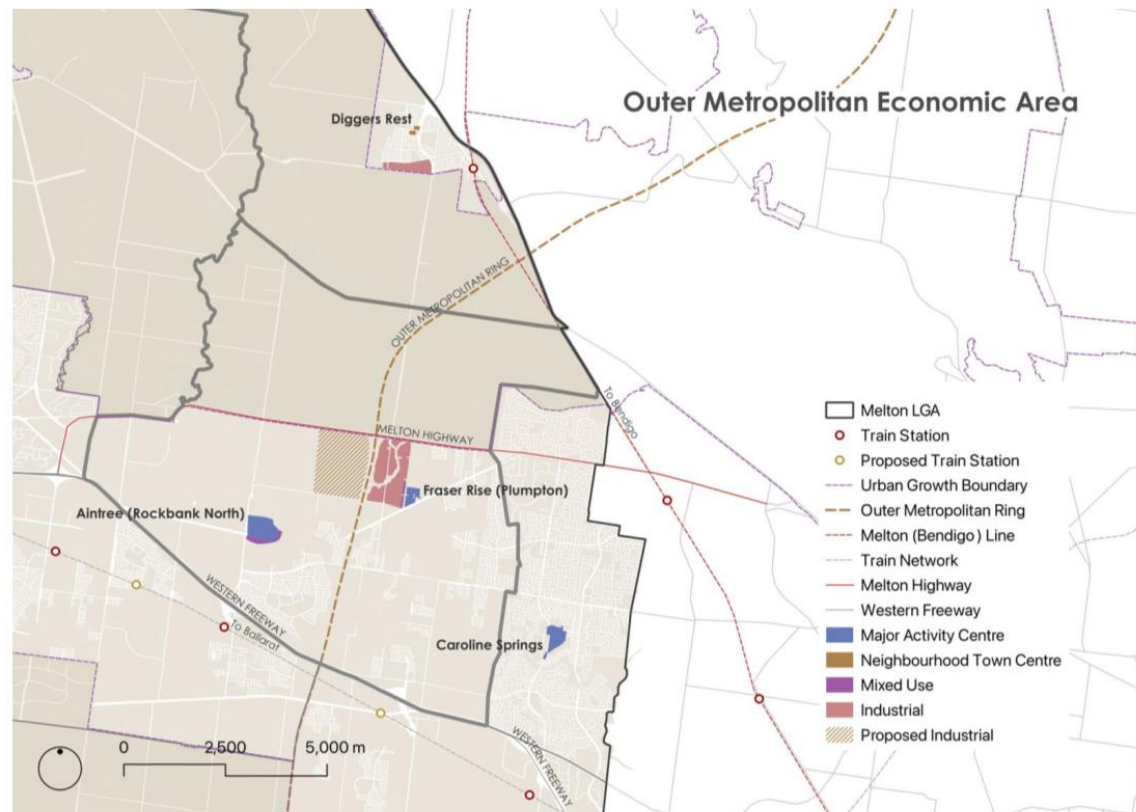 Outer Metropolitan Economic Area
Diggers Rest
OUTER METROPOLITAN RING
To Bendigo
MELTON HIGHWAY
Fraser Rise (Plumpton)
Aintree (Rockbank North)
WESTERN FREEWAY
To Ballarat
Caroline Springs
WESTERN FREEWAY
0 2,500 5,000 m
Melton LGA
Train Station
Proposed Train Station
Urban Growth Boundary
Outer Metropolitan Ring
Melton (Bendigo) Line
Train Network
Melton Highway
Western Freeway
Major Activity Centre
Neighbourhood Town Centre
Mixed Use
Industrial
Proposed Industrial